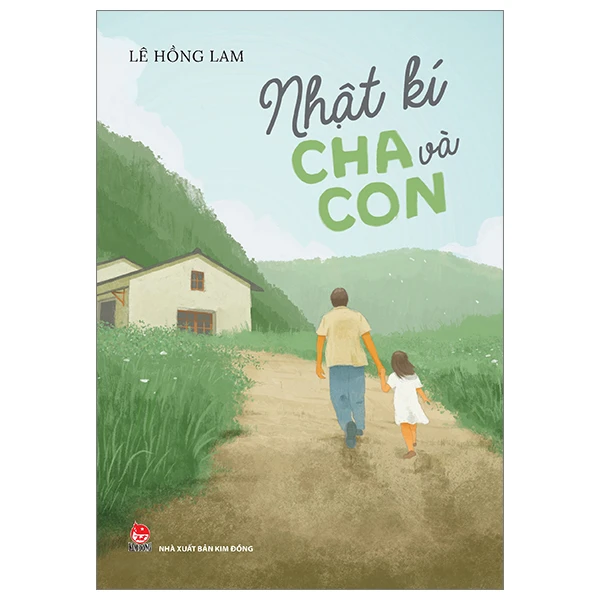 LÊ HỒNG LAM
Nhật kí
CHA và
CON
NHÀ XUẤT BẢN KIM ĐỒNG